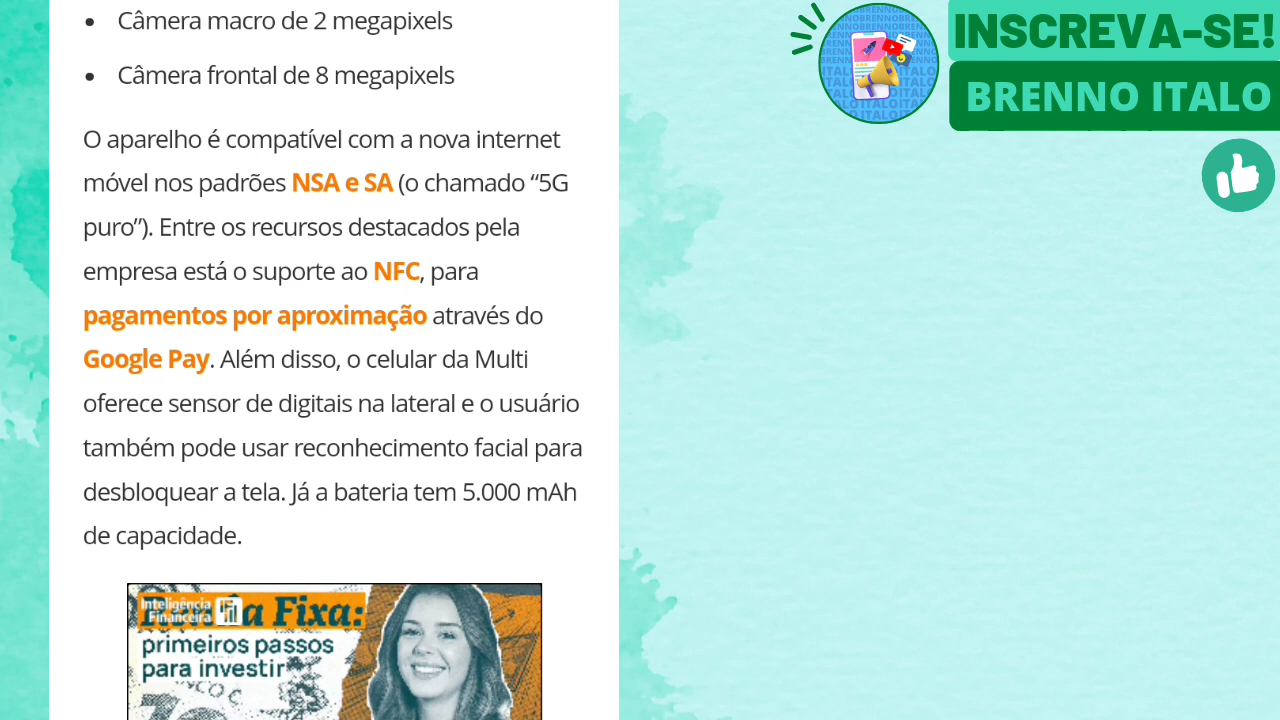 • Câmera macro de 2 megapixels
• Câmera frontal de 8 megapixels
O aparelho é compatível com a nova internet
móvel nos padrões NSA e SA (o chamado “5G
puro”). Entre os recursos destacados pela
empresa está o suporte ao NFC, para
pagamentos por aproximação através do
Google Pay. Além disso, o celular da Multi
oferece sensor de digitais na lateral e o usuário
também pode usar reconhecimento facial para
desbloquear a tela. Já a bateria tem 5.000 mAh
de capacidade.
Inteligência
Financeira
Fixa:
primeiros passos
para investir
INSCREVA-SE!
BRENNO ITALO